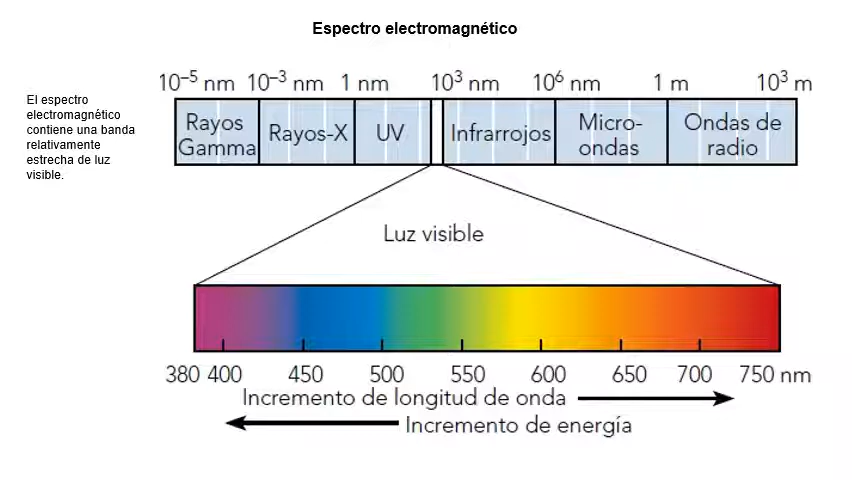 Espectro electromagnético
El espectro
electromagnético
contiene una banda
relativamente
estrecha de luz
visible.
10⁻⁵ nm 10⁻³ nm 1 nm 10³ nm 10⁶ nm 1 m 10³ m
Rayos
Gamma
Rayos-X
UV
Infrarrojos
Micro-
ondas
Ondas de
radio
Luz visible
380 400 450 500 550 600 650 700 750 nm
Incremento de longitud de onda
Incremento de energía